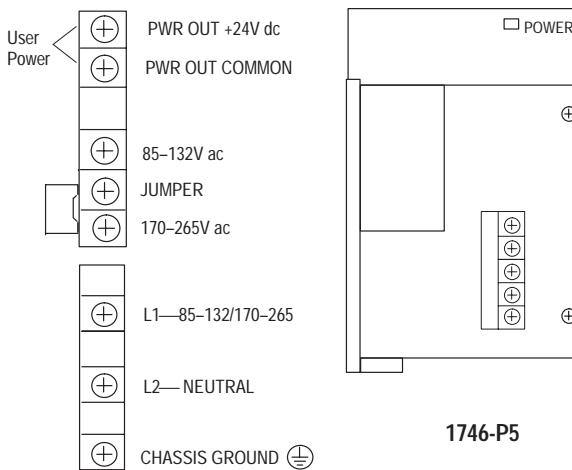 User
Power
PWR OUT +24V dc
PWR OUT COMMON
85–132V ac
JUMPER
170–265V ac
L1—85–132/170–265
L2— NEUTRAL
CHASSIS GROUND
POWER
1746-P5